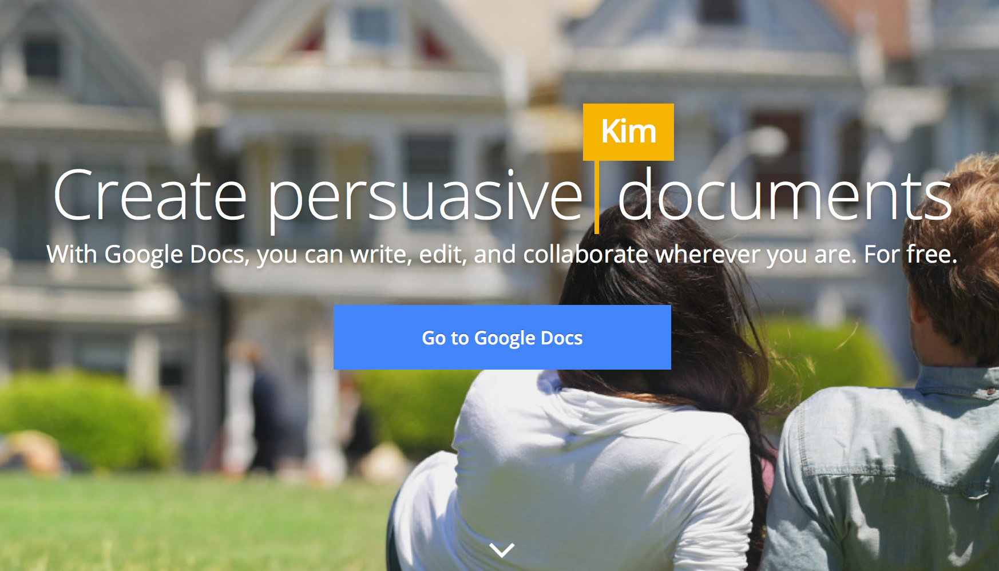 Kim
Create persuasive documents
With Google Docs, you can write, edit, and collaborate wherever you are. For free.
Go to Google Docs